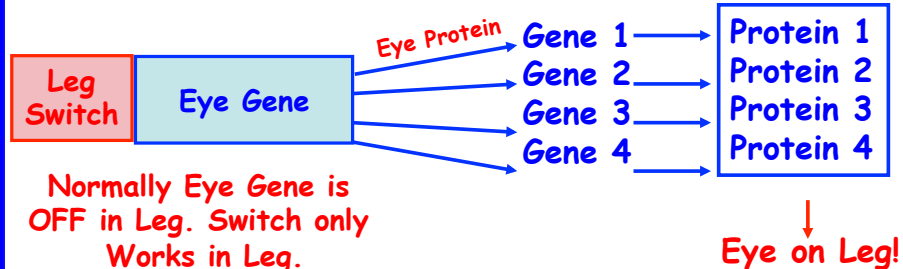 Leg
Switch
Eye Gene
Eye Protein
Gene 1
Gene 2
Gene 3
Gene 4
Protein 1
Protein 2
Protein 3
Protein 4
Normally Eye Gene is
OFF in Leg. Switch only
Works in Leg.
Eye on Leg!